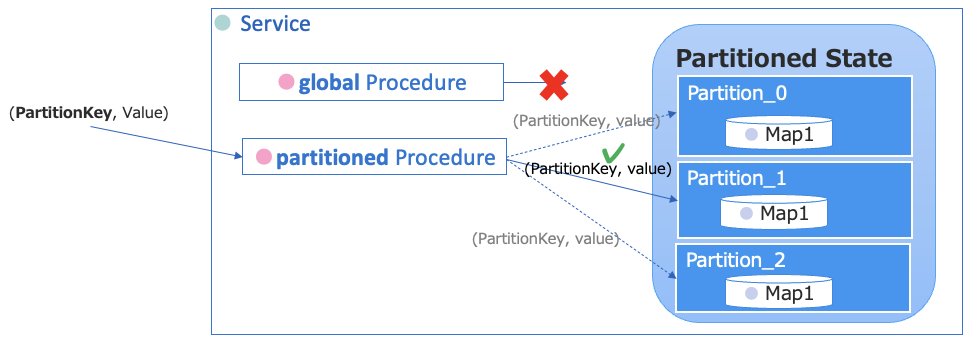 Service
Partitioned State
global Procedure
Partition_0
(PartitionKey, Value)
(PartitionKey, value)
Map1
partitioned Procedure
(PartitionKey, value)
Partition_1
Map1
(PartitionKey, value)
Partition_2
Map1